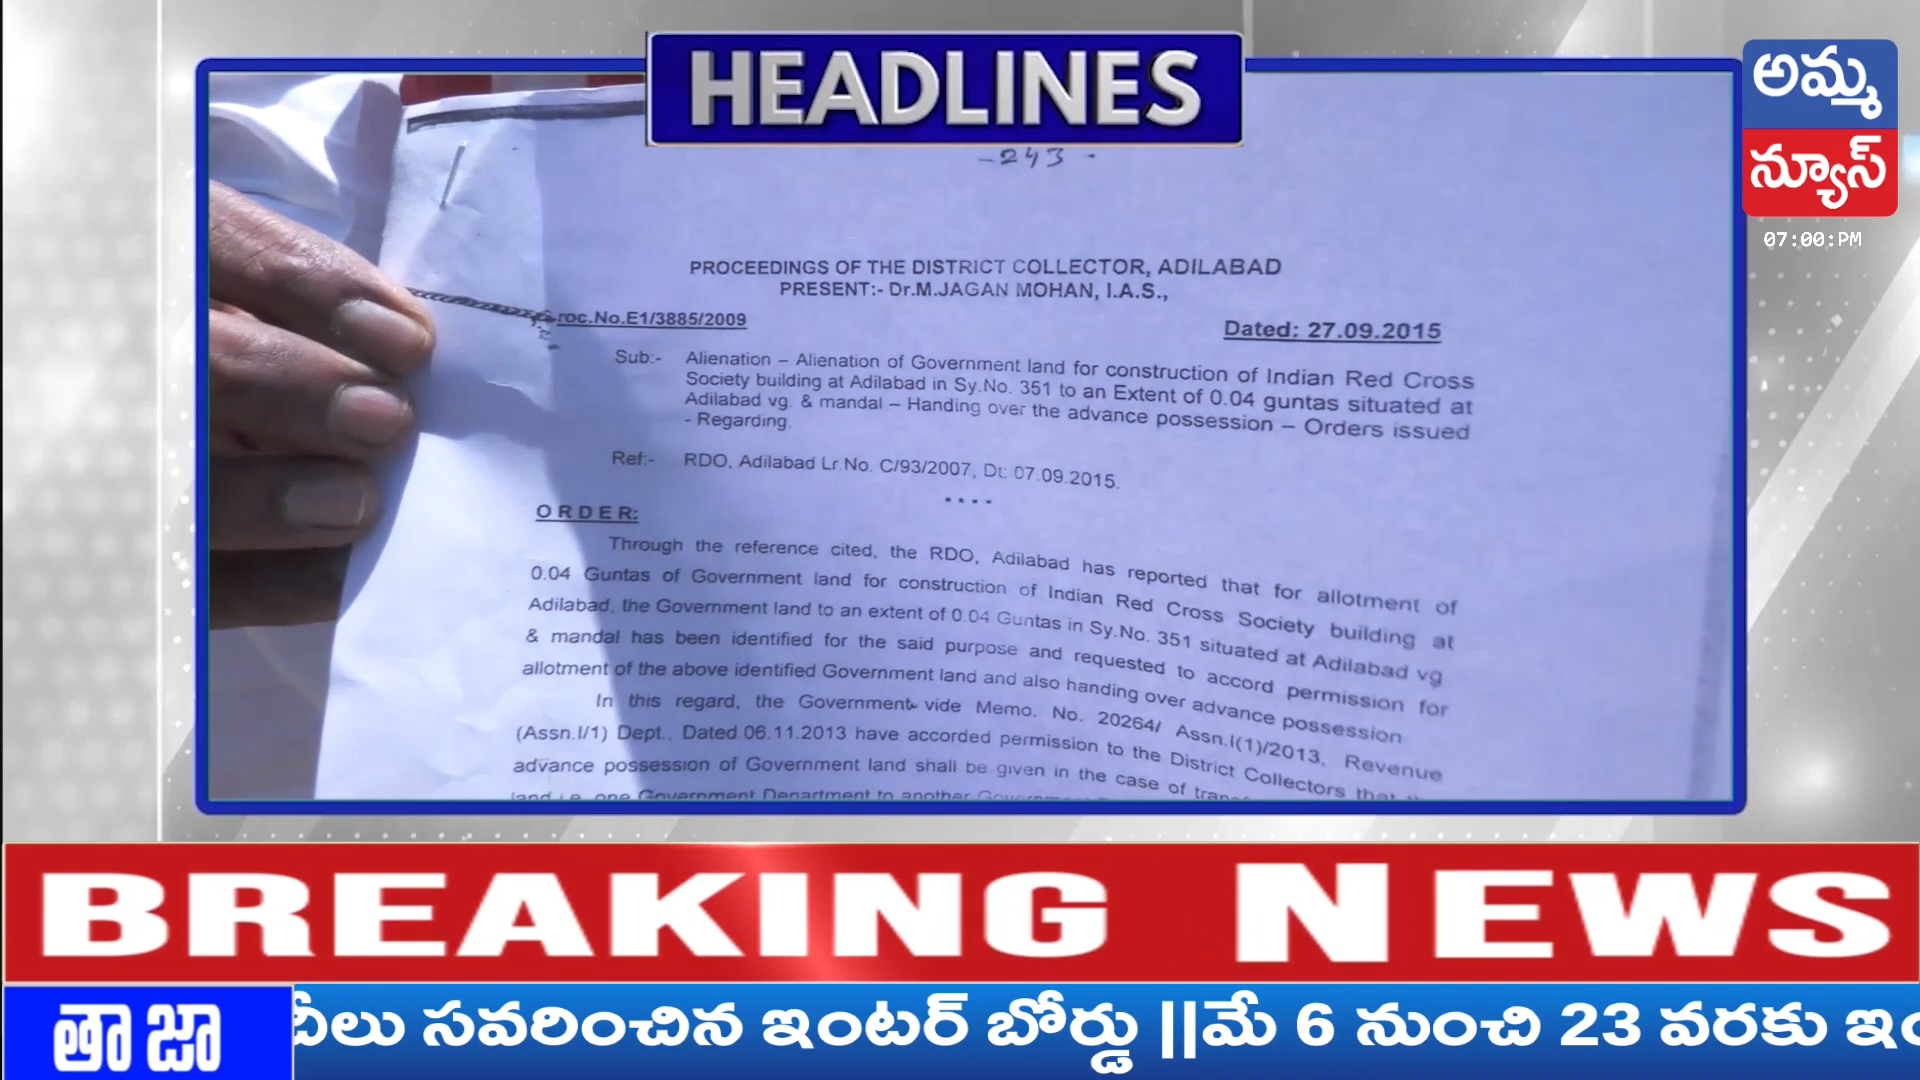 HEADLINES
అమ్మ
న్యూస్
07:00:PM
-243-
PROCEEDINGS OF THE DISTRICT COLLECTOR, ADILABAD
PRESENT:- Dr.M.JAGAN MOHAN, I.A.S.,
roc.No.E1/3885/2009
Dated: 27.09.2015
Sub:- Alienation – Alienation of Government land for construction of Indian Red Cross
Society building at Adilabad in Sy.No. 351 to an Extent of 0.04 guntas situated at
Adilabad vg. & mandal – Handing over the advance possession – Orders issued
- Regarding.
Ref:- RDO, Adilabad Lr.No. C/93/2007, Dt: 07.09.2015.
****
ORDER:
Through the reference cited, the RDO, Adilabad has reported that for allotment of
0.04 Guntas of Government land for construction of Indian Red Cross Society building at
Adilabad, the Government land to an extent of 0.04 Guntas in Sy.No. 351 situated at Adilabad vg
& mandal has been identified for the said purpose and requested to accord permission for
allotment of the above identified Government land and also handing over advance possession
In this regard, the Government vide Memo. No. 20264/ Assn.I(1)/2013, Revenue
(Assn.I/1) Dept., Dated 06.11.2013 have accorded permission to the District Collectors that
advance possession of Government land shall be given in the case of
land i.e. one Government Department to another
BREAKING NEWS
తాజా
దీలు సవరించిన ఇంటర్ బోర్డు ||మే 6 నుంచి 23 వరకు